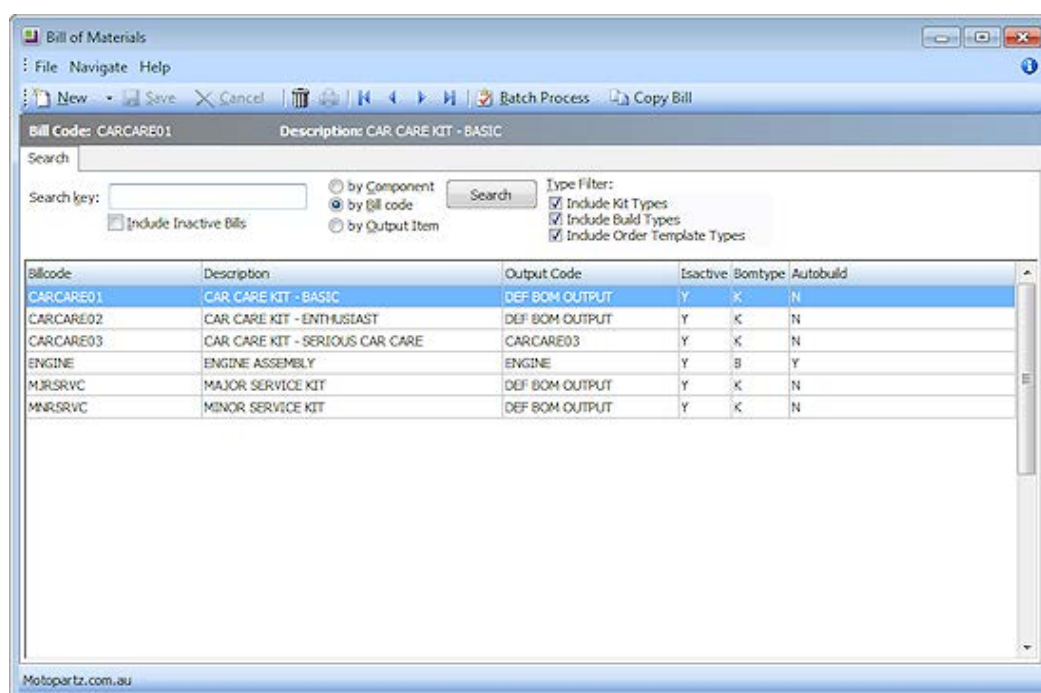 Bill of Materials
File Navigate Help
New Save Cancel Batch Process Copy Bill
Bill Code: CARCARE01 Description: CAR CARE KIT - BASIC
Search
Search key: by Component Search Type Filter:
by Bill code Include Kit Types
Include Inactive Bills by Output Item Include Build Types
Include Order Template Types
Billcode Description Output Code Isactive Bomtype Autobuild
CARCARE01 CAR CARE KIT - BASIC DEF BOM OUTPUT Y K N
CARCARE02 CAR CARE KIT - ENTHUSIAST DEF BOM OUTPUT Y K N
CARCARE03 CAR CARE KIT - SERIOUS CAR CARE CARCARE03 Y K N
ENGINE ENGINE ASSEMBLY ENGINE Y B Y
MJRSRVC MAJOR SERVICE KIT DEF BOM OUTPUT Y K N
MNRSRVC MINOR SERVICE KIT DEF BOM OUTPUT Y K N
Motopartz.com.au